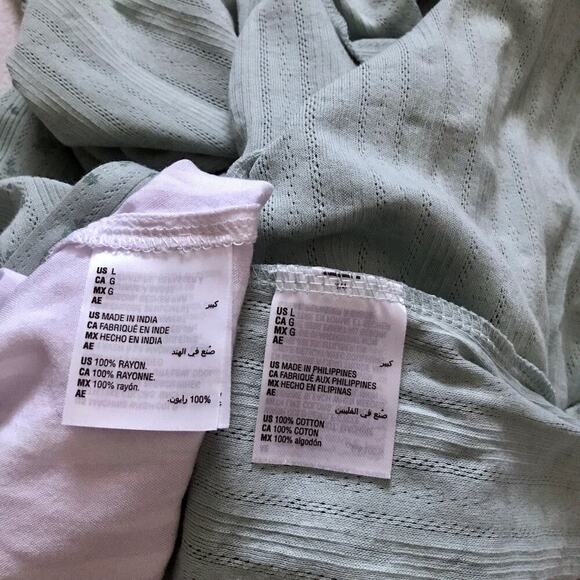 US L
CA G
MX G
AE
كبير
US MADE IN INDIA
CA FABRIQUÉ EN INDE
MX HECHO EN INDIA
AE
صُنع في الهند
US 100% RAYON.
CA 100% RAYONNE.
MX 100% rayón.
AE
100% رايون.
US L
CA G
MX G
AE
كبير
US MADE IN PHILIPPINES
CA FABRIQUÉ AUX PHILIPPINES
MX HECHO EN FILIPINAS
AE
صُنع في الفلبين
US 100% COTTON
CA 100% COTON
MX 100% algodón